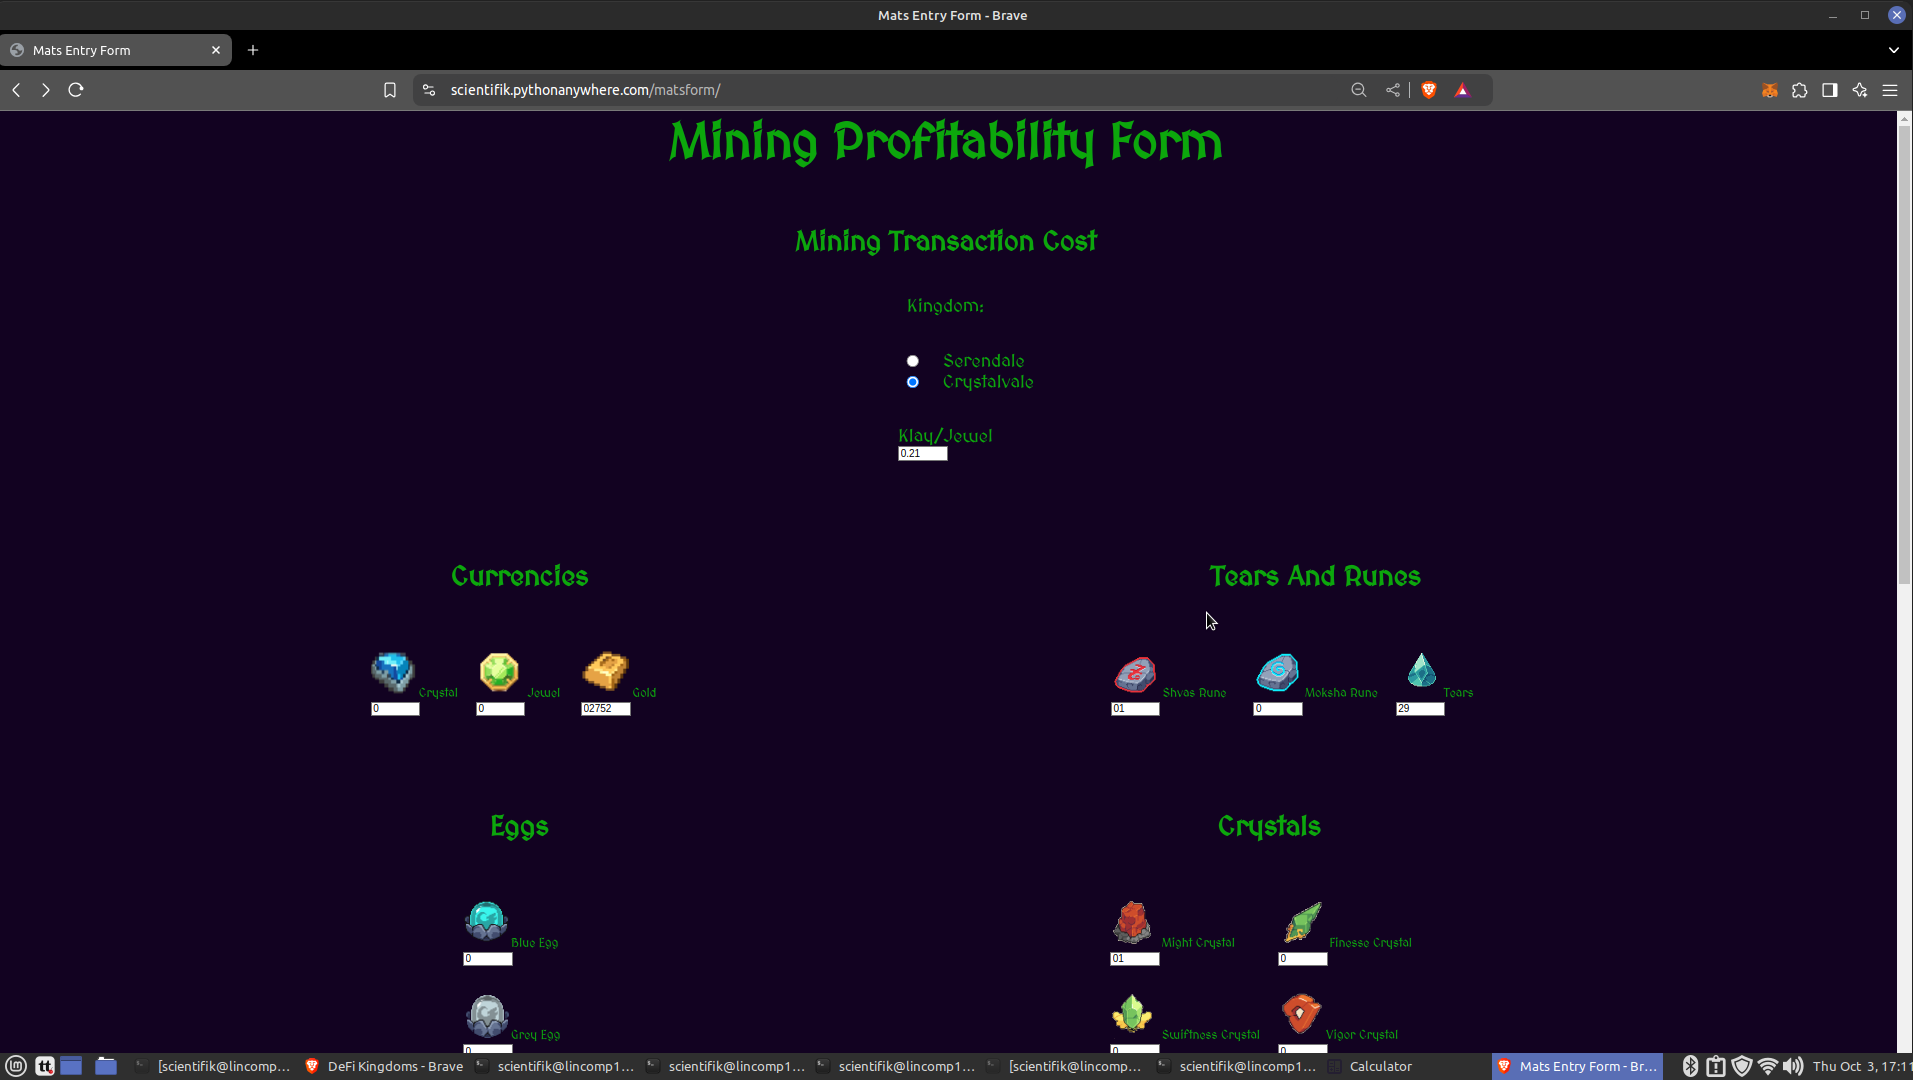 Mats Entry Form - Brave
Mats Entry Form
scientifik.pythonanywhere.com/matsform/
Mining Profitability Form
Mining Transaction Cost
Kingdom:
Serendale
Crystalvale
Klay/Jewel
0.21
Currencies
Tears And Runes
Crystal Jewel Gold
0 0 02752
Shvas Rune Moksha Rune Tears
01 0 29
Eggs
Crystals
Blue Egg
0
Might Crystal Finesse Crystal
01 0
Grey Egg
0
Swiftness Crystal Vigor Crystal
0 0
[scientifik@lincomp... DeFi Kingdoms - Brave scientifik@lincomp1... scientifik@lincomp1... scientifik@lincomp1... [scientifik@lincomp... scientifik@lincomp1... Calculator Mats Entry Form - Br... Thu Oct 3, 17:11